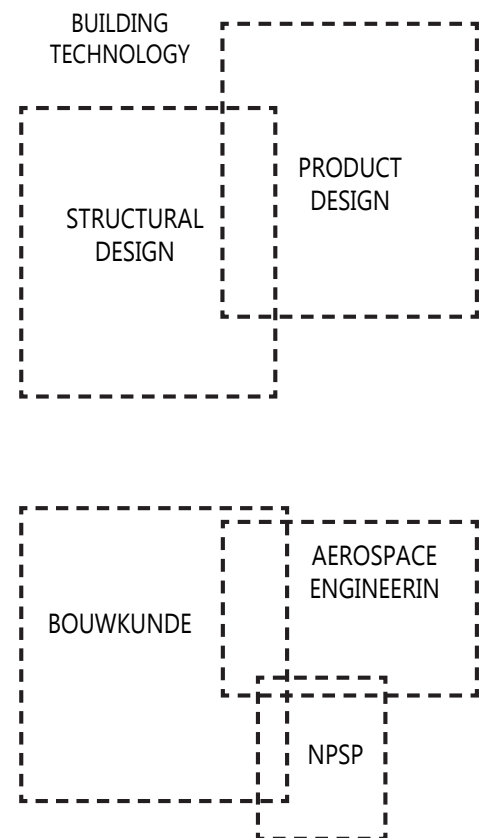 BUILDING
TECHNOLOGY
PRODUCT
DESIGN
STRUCTURAL
DESIGN
AEROSPACE
ENGINEERIN
BOUWKUNDE
NPSP